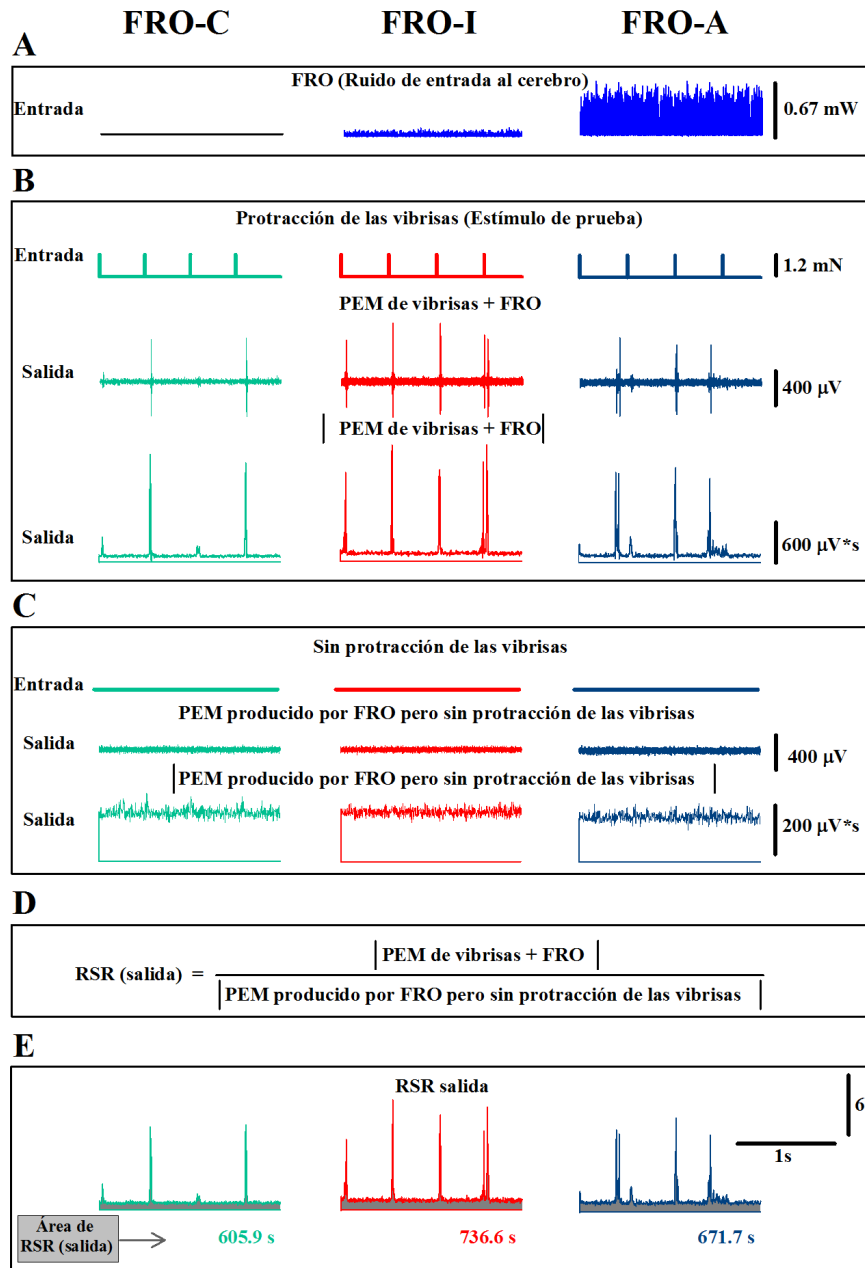 FRO-C FRO-I FRO-A
A
FRO (Ruido de entrada al cerebro)
Entrada
0.67 mW
B
Protracción de las vibrisas (Estímulo de prueba)
Entrada
1.2 mN
PEM de vibrisas + FRO
Salida
400 µV
PEM de vibrisas + FRO
Salida
600 µV*s
C
Sin protracción de las vibrisas
Entrada
PEM producido por FRO pero sin protracción de las vibrisas
Salida
400 µV
|PEM producido por FRO pero sin protracción de las vibrisas |
Salida
200 µV*s
D
|PEM de vibrisas + FRO |
RSR (salida) =
|PEM producido por FRO pero sin protracción de las vibrisas |
E
RSR salida
6
1s
Área de
RSR (salida)
605.9 s 736.6 s 671.7 s